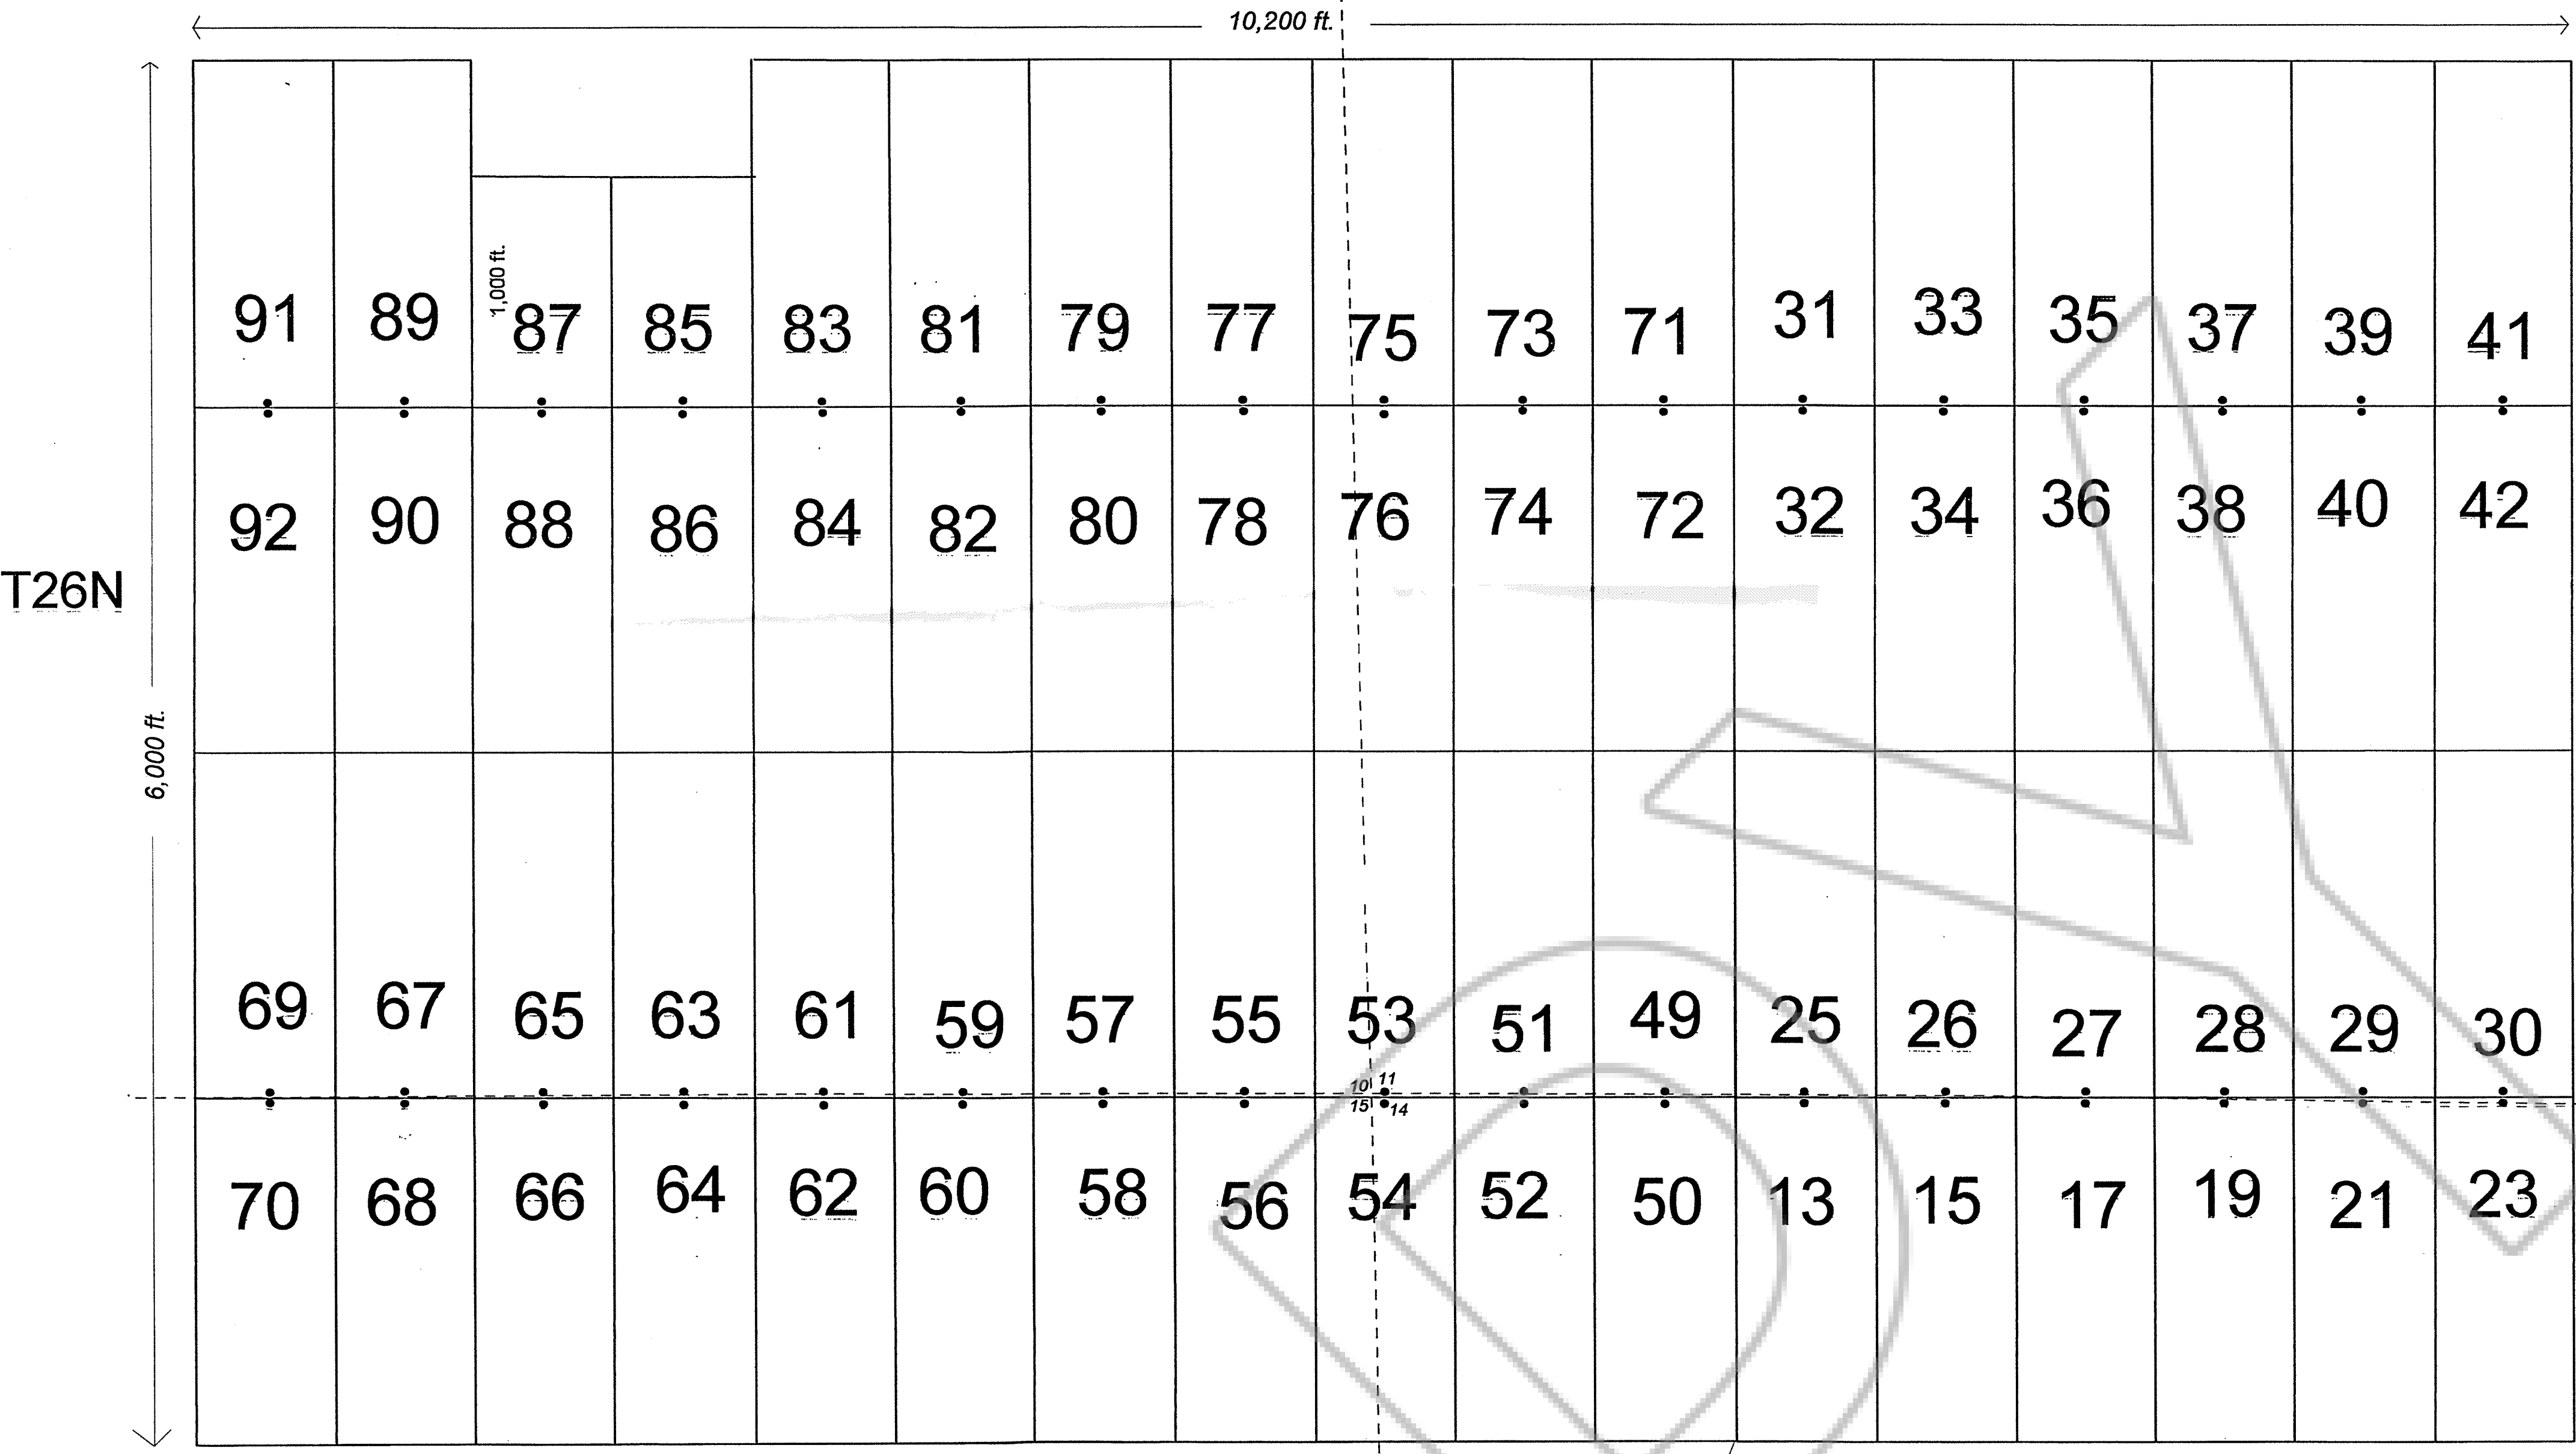 10,200 ft.
1,000 ft.
91 89 87 85 83 81 79 77 75 73 71 31 33 35 37 39 41
92 90 88 86 84 82 80 78 76 74 72 32 34 36 38 40 42
T26N
6,000 ft.
69 67 65 63 61 59 57 55 53 51 49 25 26 27 28 29 30
10 11
15 14
70 68 66 64 62 60 58 56 54 52 50 13 15 17 19 21 23